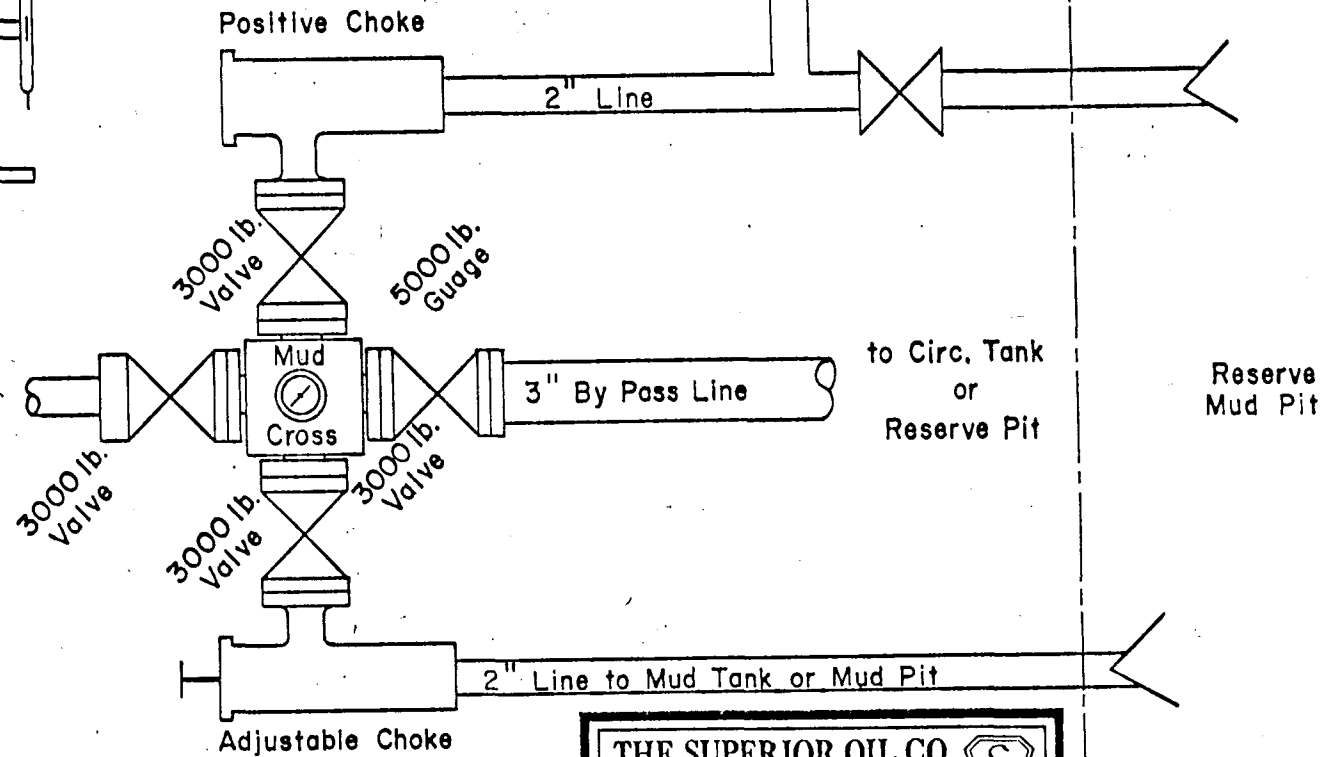 Positive Choke
2" Line
3000 lb.
Valve
5000 lb.
Guage
Mud
Cross
3" By Pass Line
to Circ. Tank
or
Reserve Pit
Reserve
Mud Pit
3000 lb.
Valve
3000 lb.
Valve
3000 lb.
Valve
2" Line to Mud Tank or Mud Pit
Adjustable Choke
THE SUPERIOR OIL CO
S